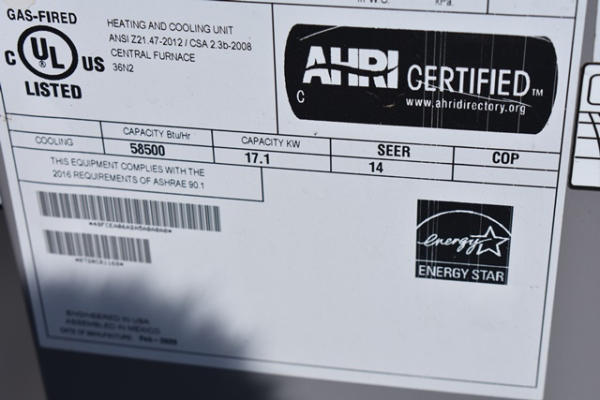 GAS-FIRED
C UL US
LISTED
HEATING AND COOLING UNIT
ANSI Z21.47-2012 / CSA 2.3b-2008
CENTRAL FURNACE
36N2
AHRI CERTIFIED™
C
www.ahridirectory.org
COOLING CAPACITY Btu/Hr CAPACITY KW SEER COP
58500 17.1 14
THIS EQUIPMENT COMPLIES WITH THE
2016 REQUIREMENTS OF ASHRAE 90.1
energy
ENERGY STAR
ENGINEERED IN USA
ASSEMBLED IN MEXICO
DATE OF MANUFACTURE: